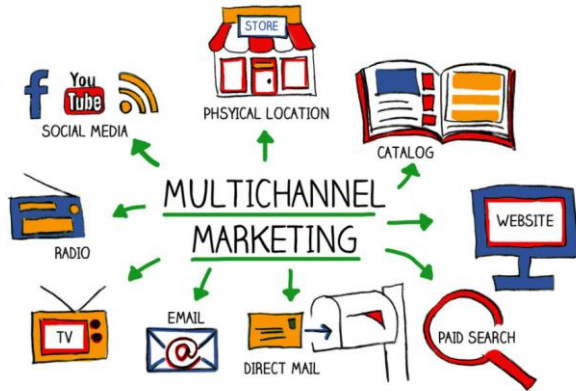 STORE
PHSYICAL LOCATION
f
You
Tube
SOCIAL MEDIA
CATALOG
MULTICHANNEL
MARKETING
RADIO
WEBSITE
TV
EMAIL
@
DIRECT MAIL
PAID SEARCH